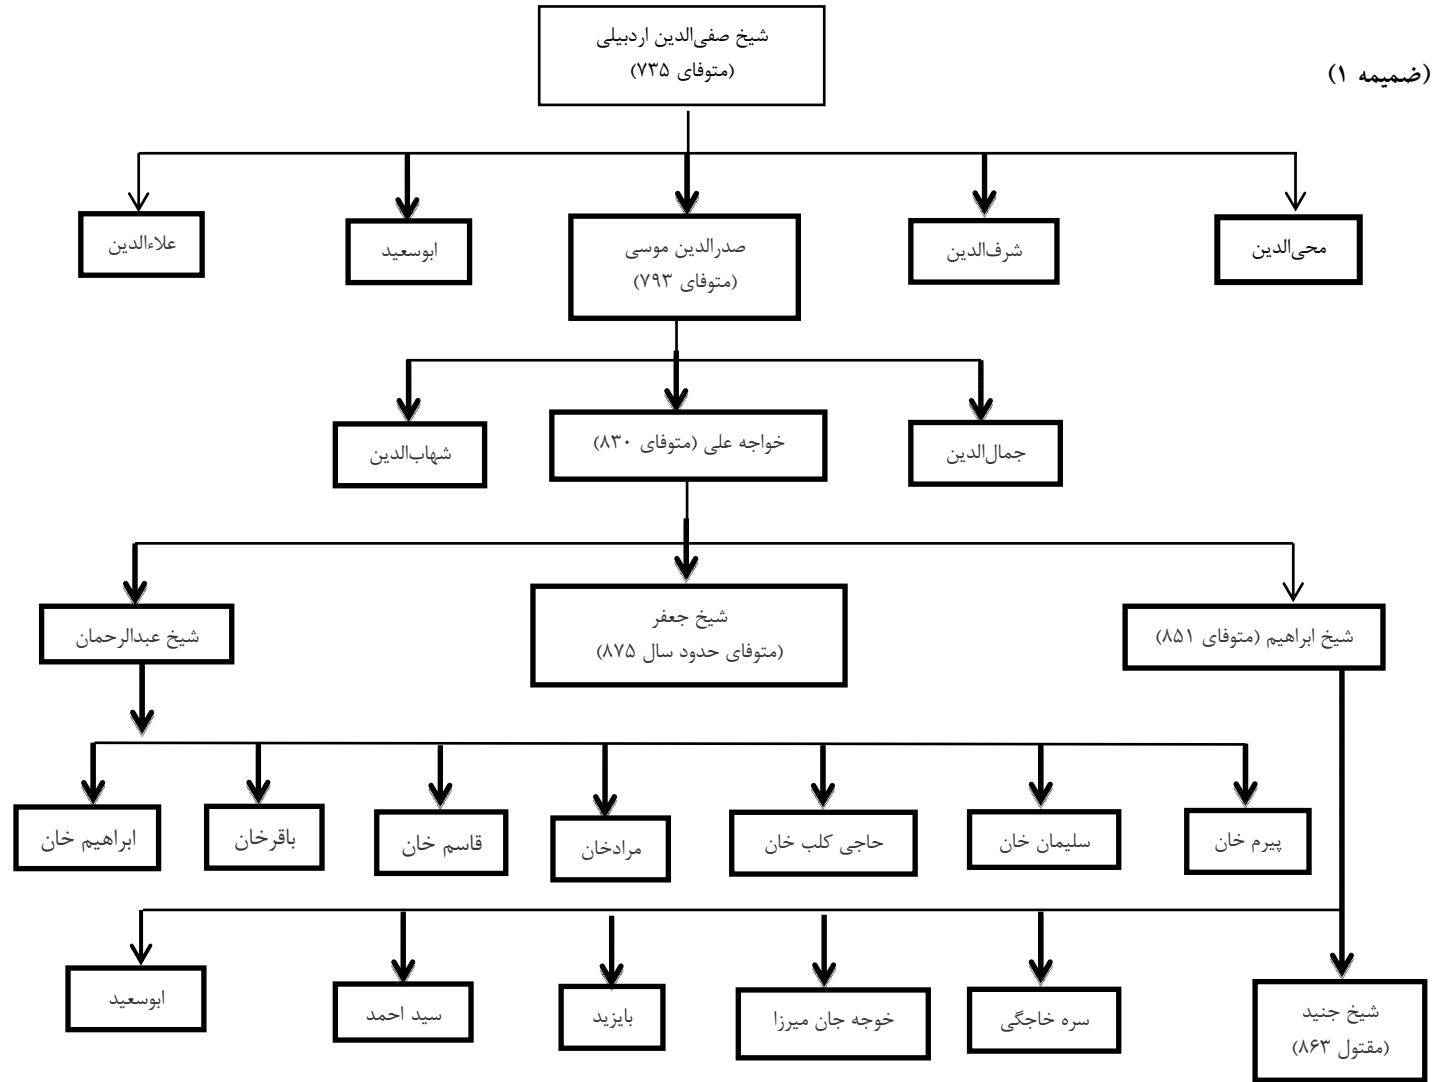 (ضمیمه ۱)
شیخ صفی‌الدین اردبیلی
(متوفای ۷۳۵)
محی‌الدین
شرف‌الدین
صدرالدین موسی
(متوفای ۷۹۳)
ابوسعید
علاءالدین
جمال‌الدین
خواجه علی (متوفای ۸۳۰)
شهاب‌الدین
شیخ ابراهیم (متوفای ۸۵۱)
شیخ جعفر
(متوفای حدود سال ۸۷۵)
شیخ عبدالرحمان
پیرم خان
سلیمان خان
حاجی کلب خان
مرادخان
قاسم خان
باقرخان
ابراهیم خان
شیخ جنید
(مقتول ۸۶۳)
سره خاجگی
خوجه جان میرزا
بایزید
سید احمد
ابوسعید